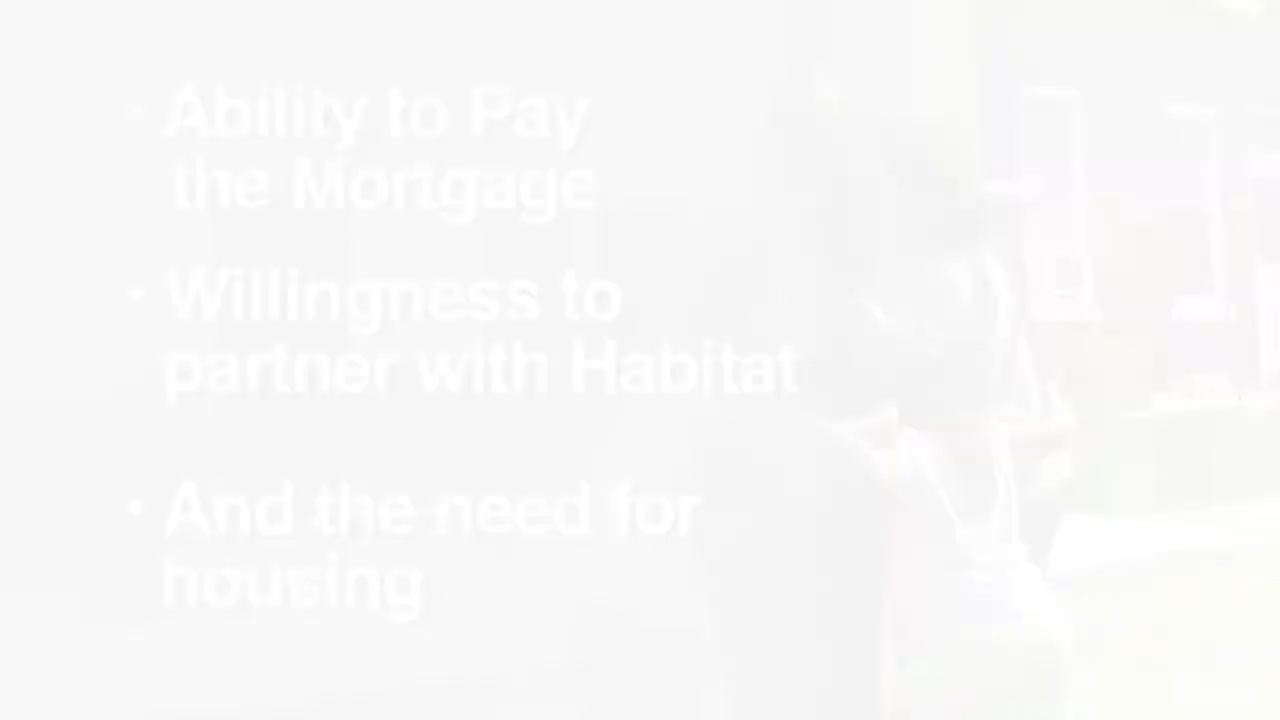 • Ability to Pay
the Mortgage
• Willingness to
partner with Habitat
• And the need for
housing